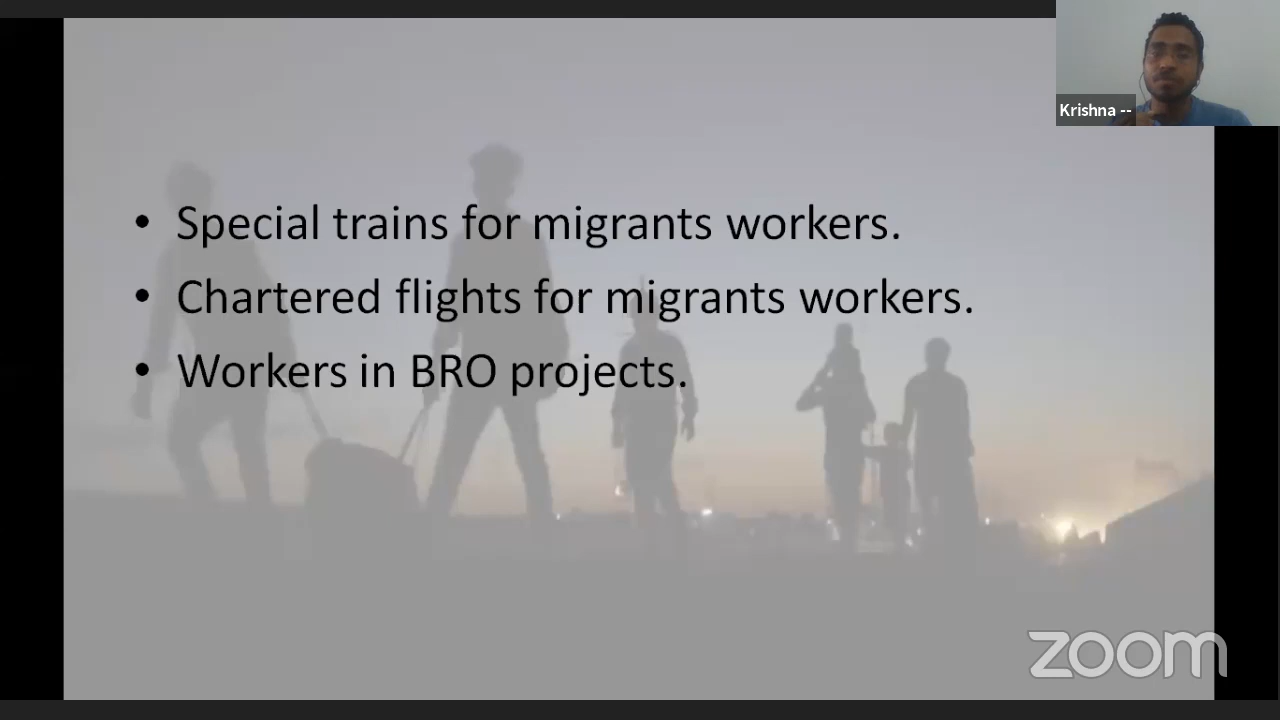 Krishna --
• Special trains for migrants workers.
• Chartered flights for migrants workers.
• Workers in BRO projects.
zoom